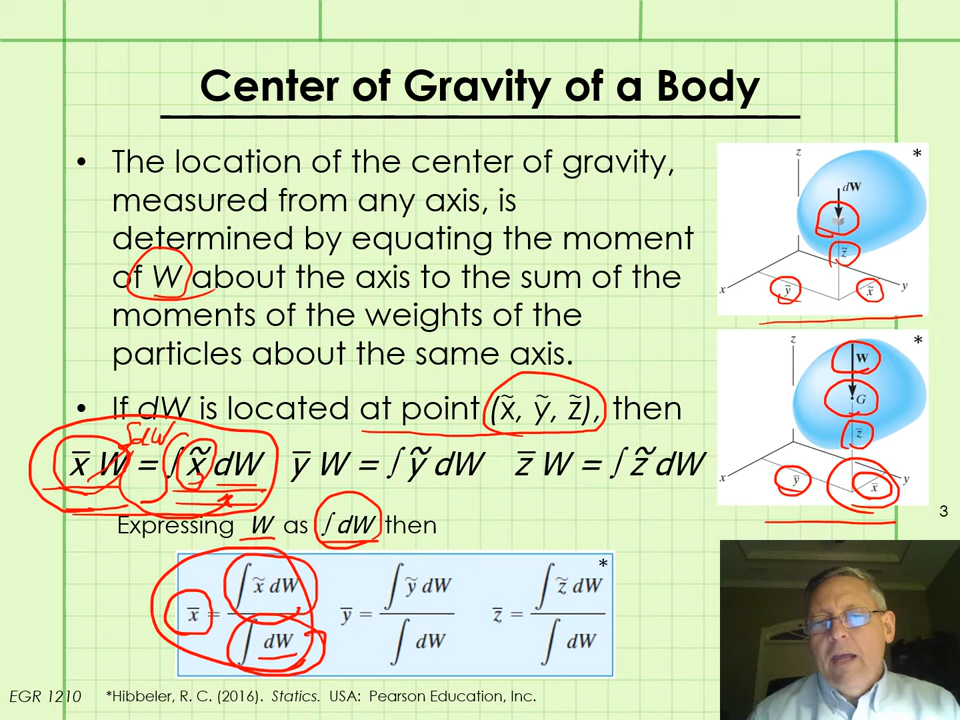 Center of Gravity of a Body
• The location of the center of gravity,
measured from any axis, is
determined by equating the moment
of W about the axis to the sum of the
moments of the weights of the
particles about the same axis.
• If dW is located at point (x̃, ỹ, z̃), then
∫dW
x̄ W = ∫ x̃ dW   ȳ W = ∫ ỹ dW   z̄ W = ∫ z̃ dW
x
Expressing W as ∫ dW then
x̄ = ∫ x̃ dW / ∫ dW   ȳ = ∫ ỹ dW / ∫ dW   z̄ = ∫ z̃ dW / ∫ dW
*
z
*
dW
z̃
ỹ
x̃
x
y
z
*
W
G
z̄
ȳ
x̄
x
y
3
EGR 1210
*Hibbeler, R. C. (2016). Statics. USA: Pearson Education, Inc.